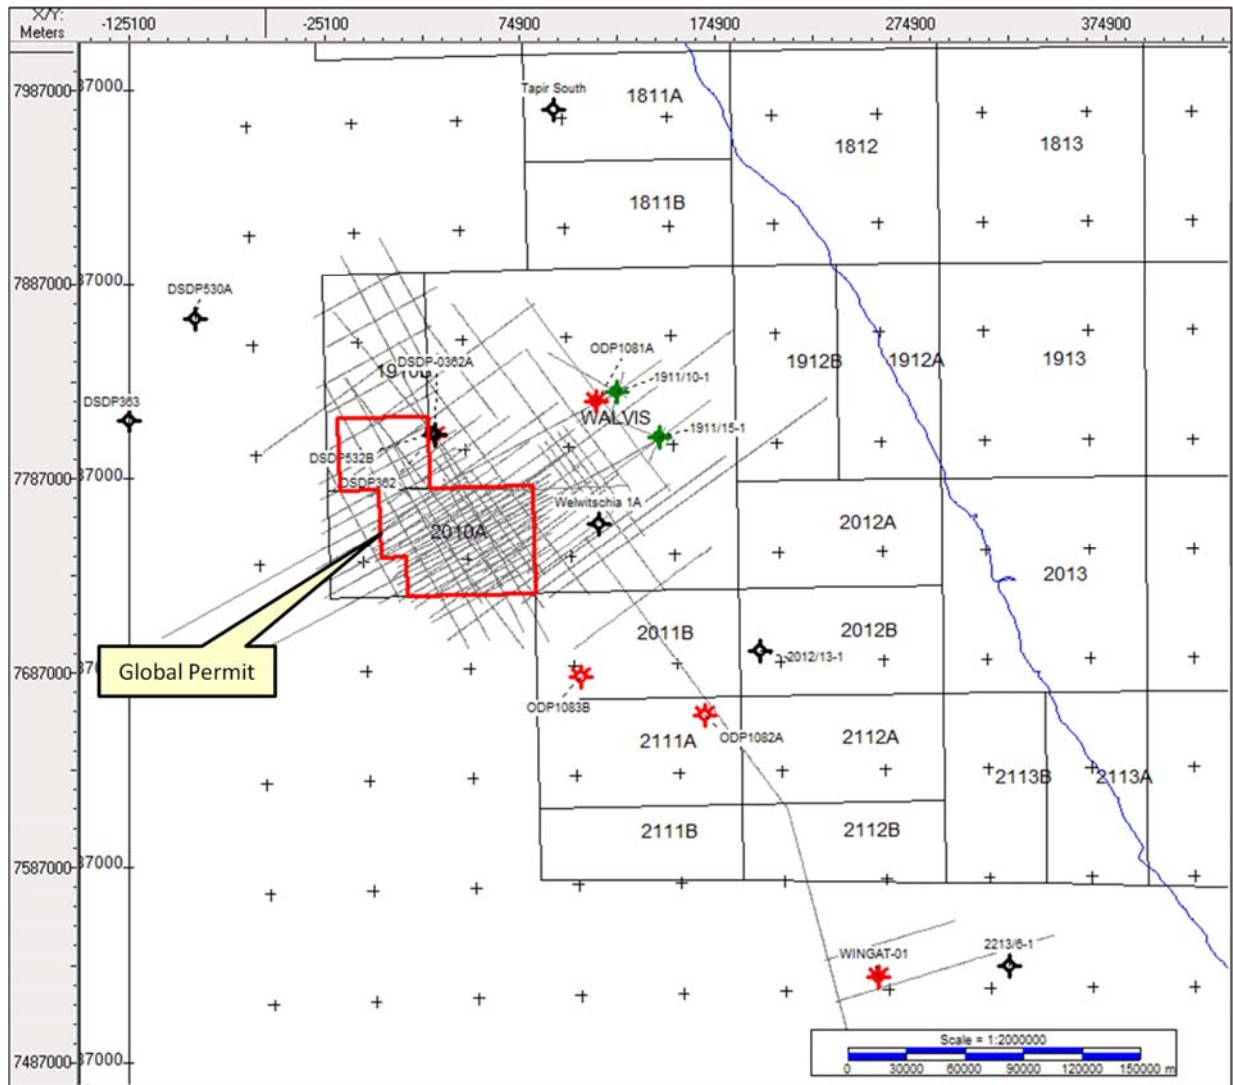 X/Y:
Meters
-125100
-25100
74900
174900
274900
374900
7987000
37000
Tapir South
1811A
1812
1813
1811B
7887000
37000
DSDP530A
ODP1081A
DSDP-0362A
1912B
1912A
1913
1911/10-1
DSDP363
WALVIS
1911/15-1
DSDP532B
7787000
37000
DSDP362
Welwitschia 1A
2010A
2012A
2013
2011B
2012B
2012/13-1
Global Permit
7687000
ODP1083B
2111A
ODP1082A
2112A
2113B
2113A
2111B
2112B
7587000
37000
WINGAT-01
2213/6-1
7487000
37000
Scale = 1:2000000
0
30000
60000
90000
120000
150000 m